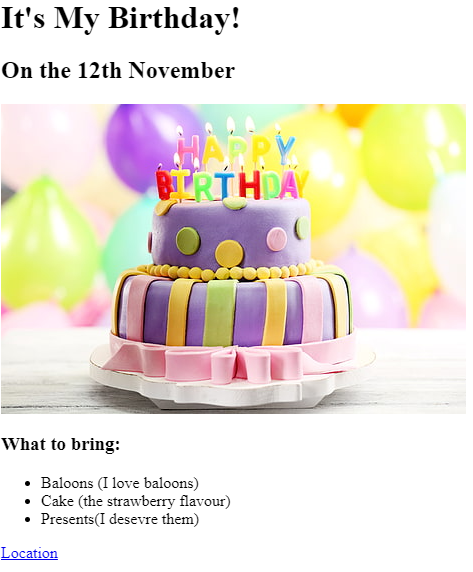 It's My Birthday!
On the 12th November
HAPPY
BIRTHDAY
What to bring:
Baloons (I love baloons)
Cake (the strawberry flavour)
Presents(I desevre them)
Location